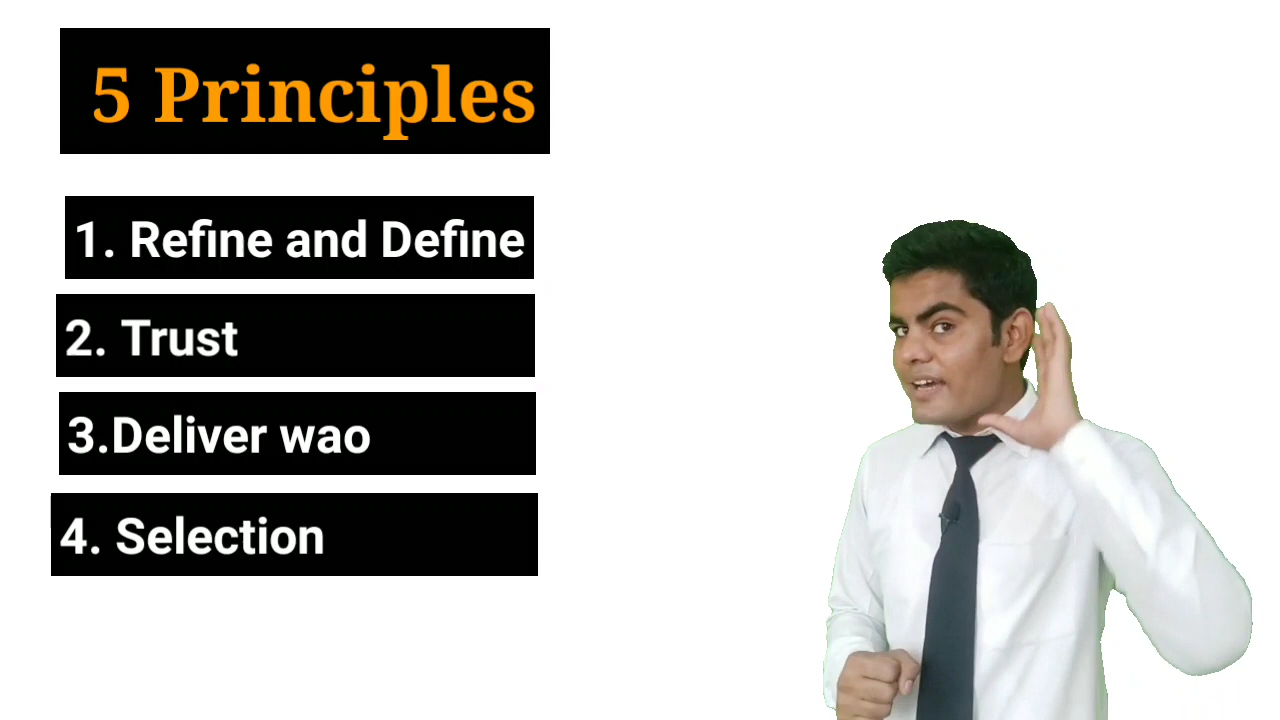 5 Principles
1. Refine and Define
2. Trust
3.Deliver wao
4. Selection